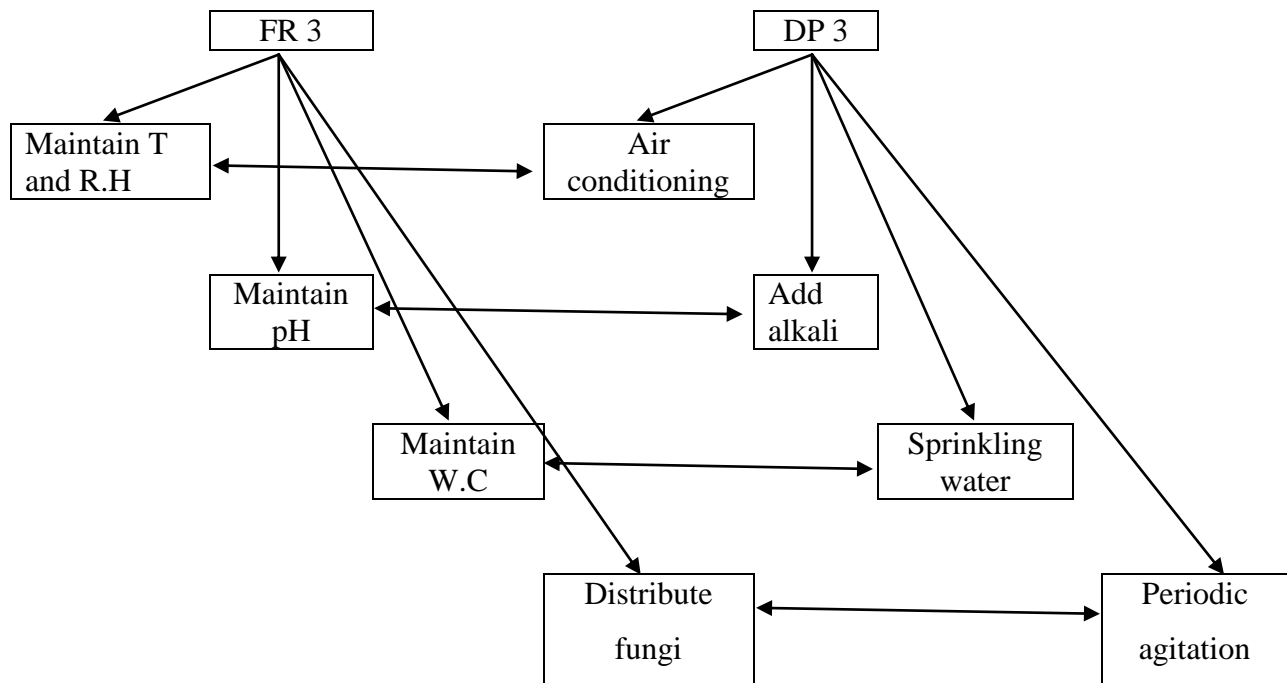 FR 3
DP 3
Maintain T
and R.H
Air
conditioning
Maintain
pH
Add
alkali
Maintain
W.C
Sprinkling
water
Distribute
fungi
Periodic
agitation